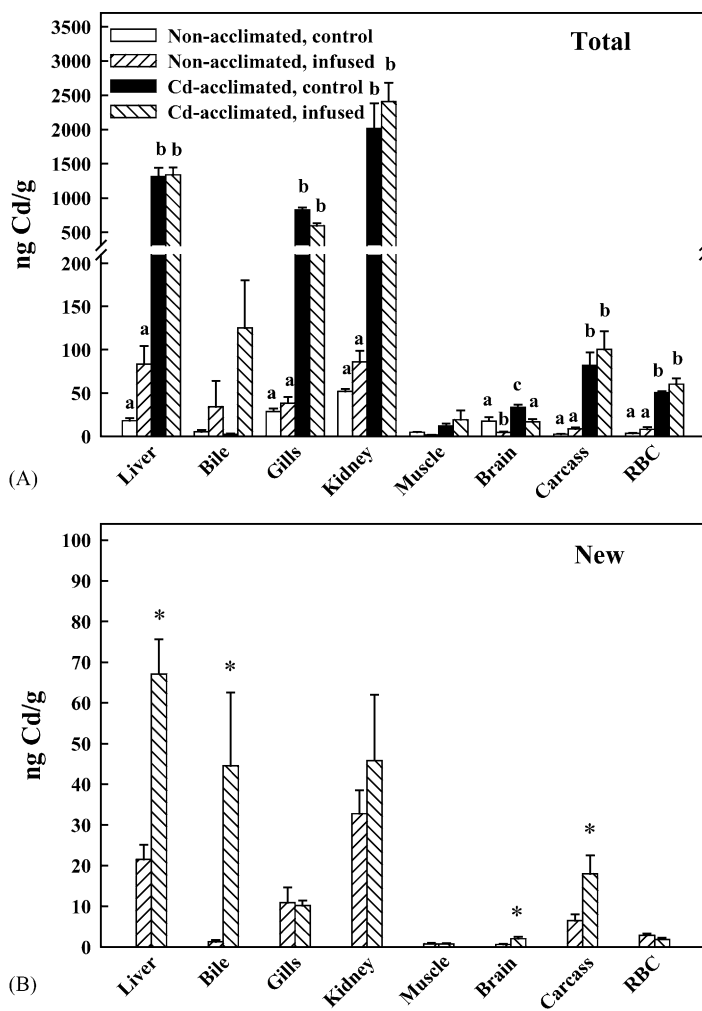 Total
Non-acclimated, control
Non-acclimated, infused
Cd-acclimated, control
Cd-acclimated, infused
ng Cd/g
3500
3000
2500
2000
1500
1000
500
200
150
100
50
0
a a b b
a a b b
a a b b
a b c a
a a b b
a a b b
Liver Bile Gills Kidney Muscle Brain Carcass RBC
(A)
New
ng Cd/g
100
90
80
70
60
50
40
30
20
10
0
* * * *
Liver Bile Gills Kidney Muscle Brain Carcass RBC
(B)